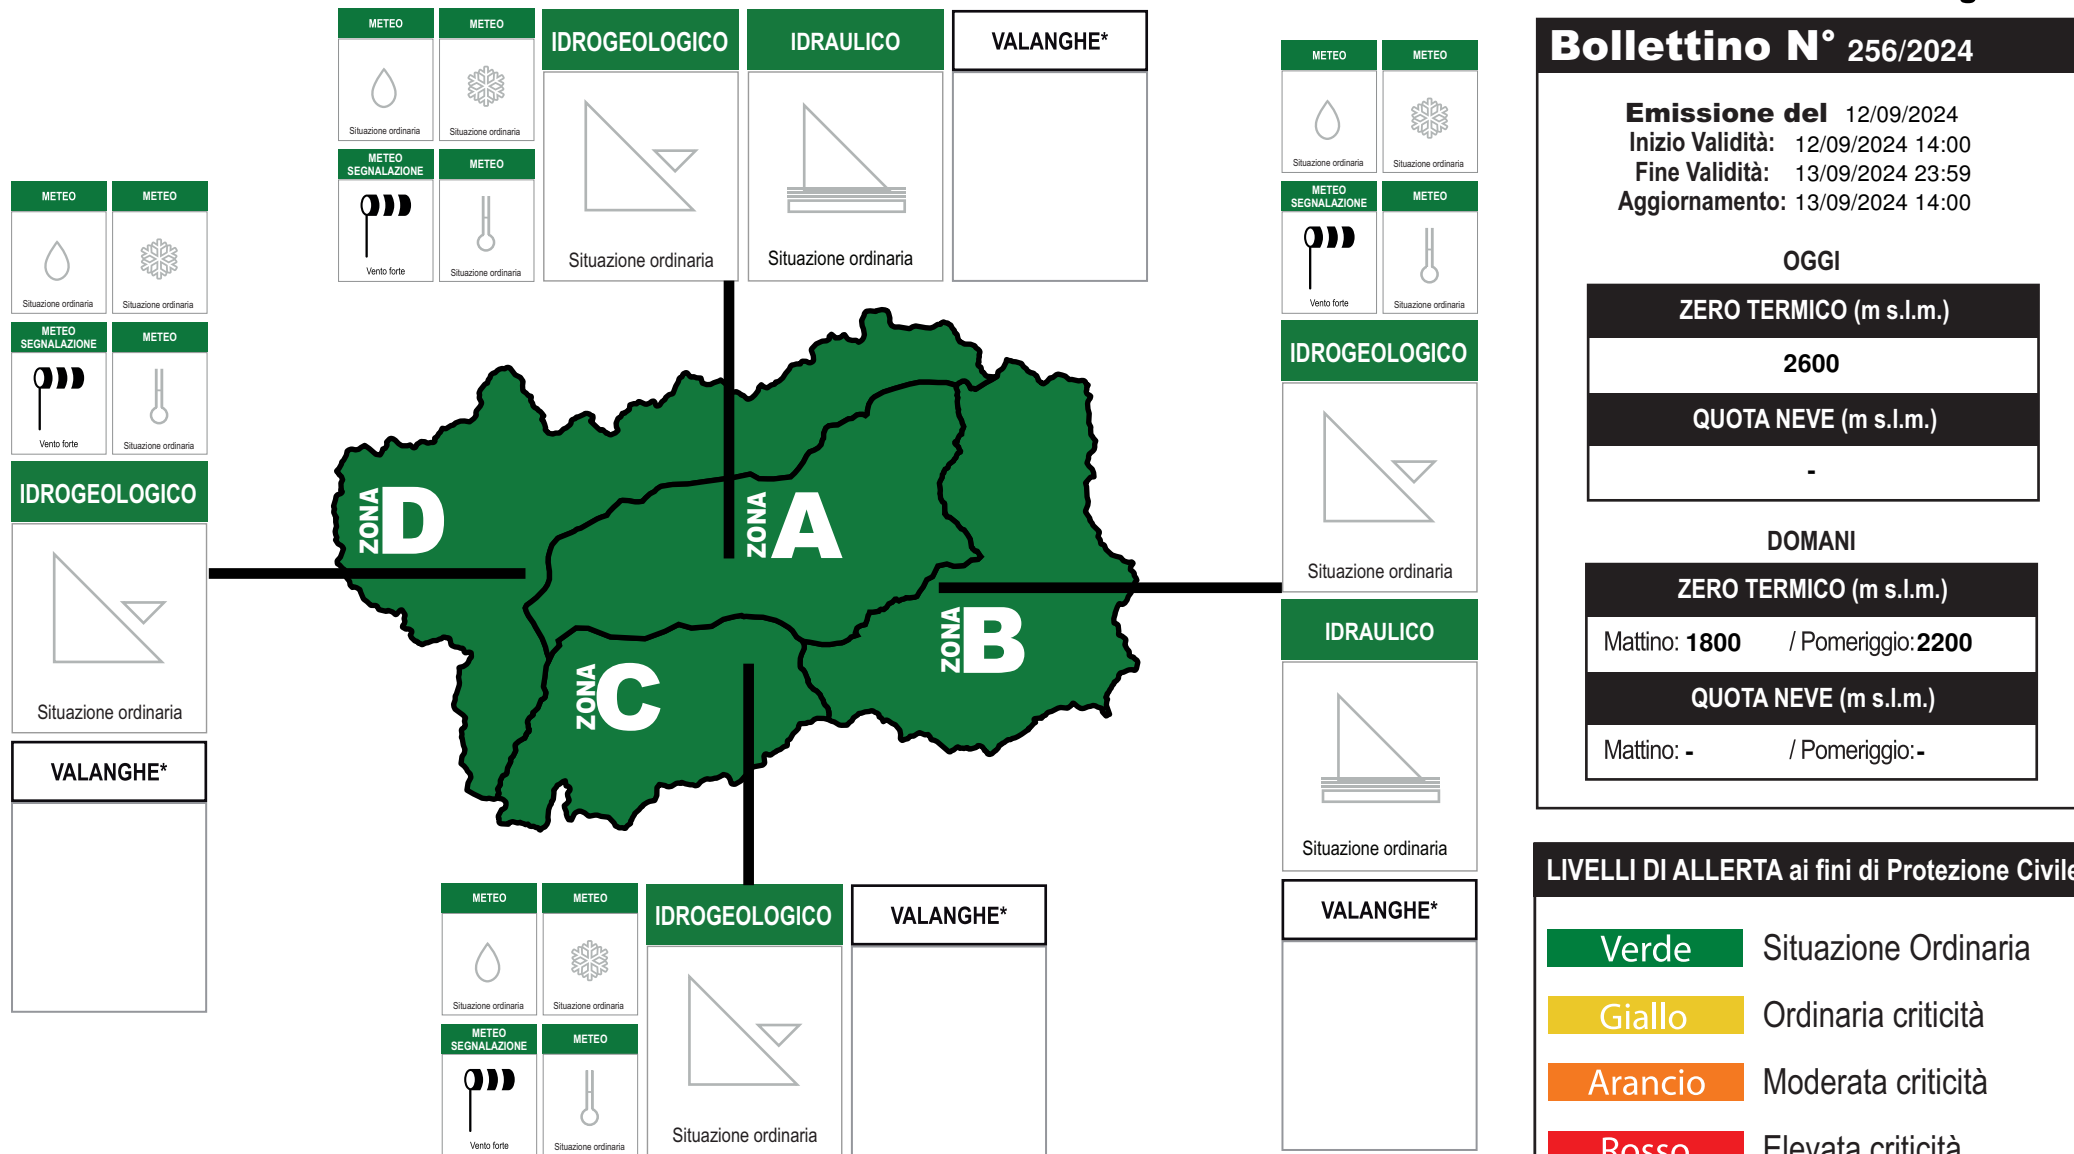 METEO
METEO
Situazione ordinaria
Situazione ordinaria
METEO
SEGNALAZIONE
METEO
Vento forte
Situazione ordinaria
IDROGEOLOGICO
Situazione ordinaria
IDRAULICO
Situazione ordinaria
VALANGHE*
METEO
METEO
Situazione ordinaria
Situazione ordinaria
METEO
SEGNALAZIONE
METEO
Vento forte
Situazione ordinaria
IDROGEOLOGICO
Situazione ordinaria
VALANGHE*
ZONA D
ZONA A
ZONA B
ZONA C
METEO
METEO
Situazione ordinaria
Situazione ordinaria
METEO
SEGNALAZIONE
METEO
Vento forte
Situazione ordinaria
IDROGEOLOGICO
Situazione ordinaria
VALANGHE*
METEO
METEO
Situazione ordinaria
Situazione ordinaria
METEO
SEGNALAZIONE
METEO
Vento forte
Situazione ordinaria
IDROGEOLOGICO
Situazione ordinaria
IDRAULICO
Situazione ordinaria
VALANGHE*
Bollettino N° 256/2024
Emissione del 12/09/2024
Inizio Validità: 12/09/2024 14:00
Fine Validità: 13/09/2024 23:59
Aggiornamento: 13/09/2024 14:00
OGGI
ZERO TERMICO (m s.l.m.)
2600
QUOTA NEVE (m s.l.m.)
-
DOMANI
ZERO TERMICO (m s.l.m.)
Mattino: 1800 / Pomeriggio: 2200
QUOTA NEVE (m s.l.m.)
Mattino: - / Pomeriggio: -
LIVELLI DI ALLERTA ai fini di Protezione Civile
Verde Situazione Ordinaria
Giallo Ordinaria criticità
Arancio Moderata criticità
Rosso Elevata criticità